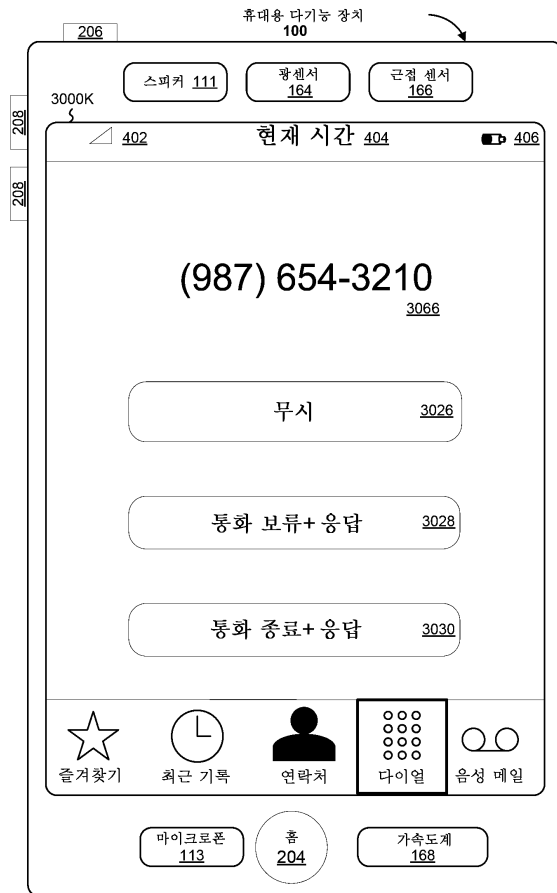 휴대용 다기능 장치
100
206
스피커 111
광센서
164
근접 센서
166
3000K
208
208
402
현재 시간 404
406
(987) 654-3210
3066
무시 3026
통화 보류+ 응답 3028
통화 종료+ 응답 3030
즐겨찾기
최근 기록
연락처
다이얼
음성 메일
마이크로폰
113
홈
204
가속도계
168